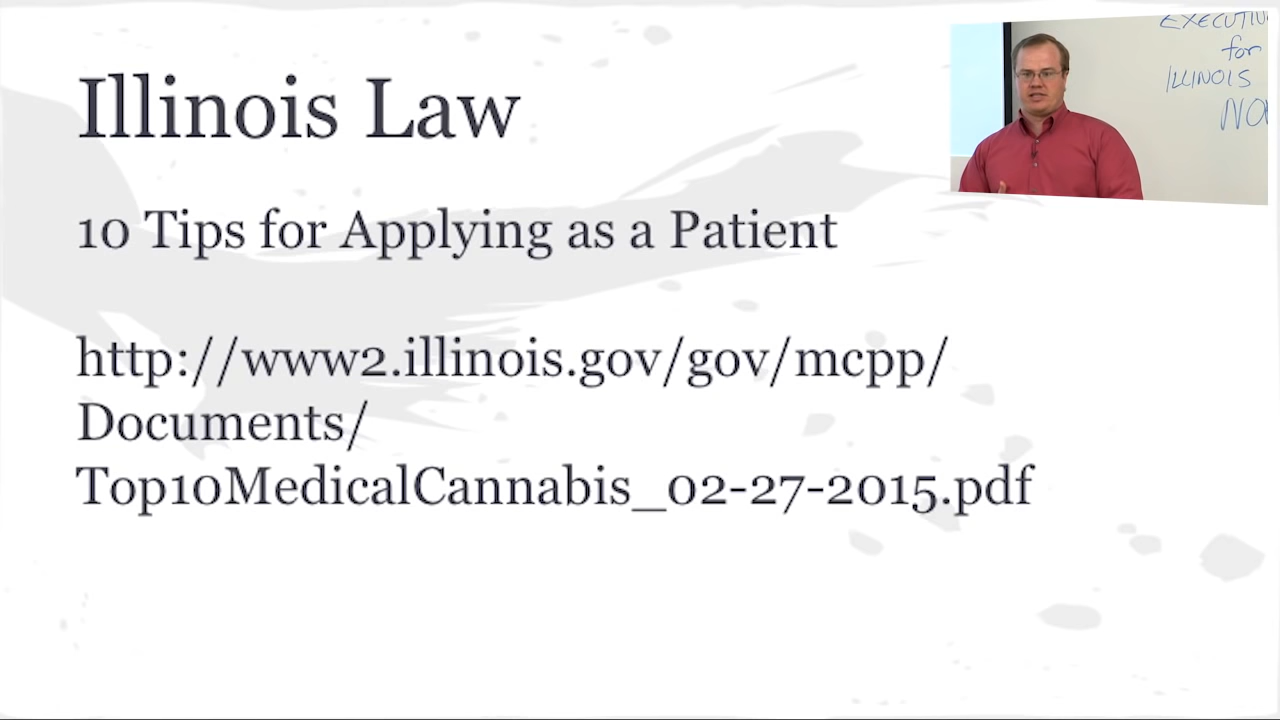 Illinois Law
10 Tips for Applying as a Patient
http://www2.illinois.gov/gov/mcpp/
Documents/
Top10MedicalCannabis_02-27-2015.pdf
for
ILLINOIS